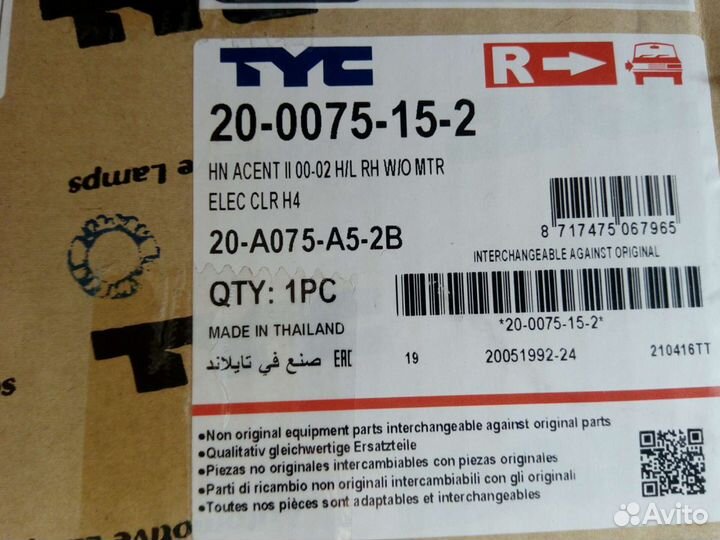 TYC
R
20-0075-15-2
HN ACENT II 00-02 H/L RH W/O MTR
ELEC CLR H4
20-A075-A5-2B
8 717475 067965
INTERCHANGEABLE AGAINST OPIGINAL
QTY: 1PC
*20-0075-15-2*
MADE IN THAILAND
صنع في تايلاند EAC 19 20051992-24 210416TT
•Non original equipment parts interchangeable against original parts
•Qualitativ gleichwertige Ersatzteile
•Piezas no originales intercambiables con piezas originales
•Parti di ricambio non originali intercambiabili con gli originali
•Toutes nos pièces sont adaptables et interchangeables
e Lamps
Avito